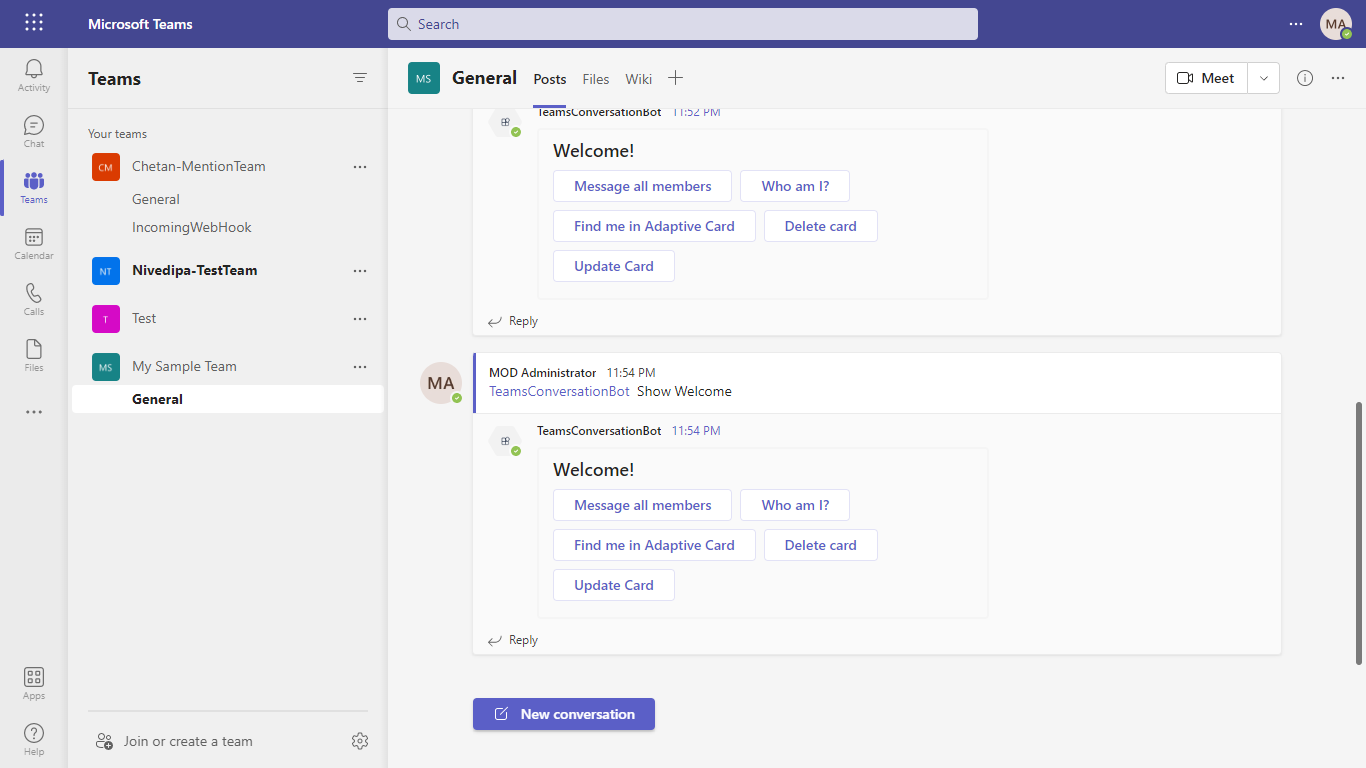 Microsoft Teams
Search
MA
Activity
Chat
Teams
Calendar
Calls
Files
Apps
Help
Teams
Your teams
CM Chetan-MentionTeam
General
IncomingWebHook
NT Nivedipa-TestTeam
T Test
MS My Sample Team
General
Join or create a team
MS General Posts Files Wiki
Meet
TeamsConversationBot 11:52 PM
Welcome!
Message all members Who am I?
Find me in Adaptive Card Delete card
Update Card
Reply
MA
MOD Administrator 11:54 PM
TeamsConversationBot Show Welcome
TeamsConversationBot 11:54 PM
Welcome!
Message all members Who am I?
Find me in Adaptive Card Delete card
Update Card
Reply
New conversation